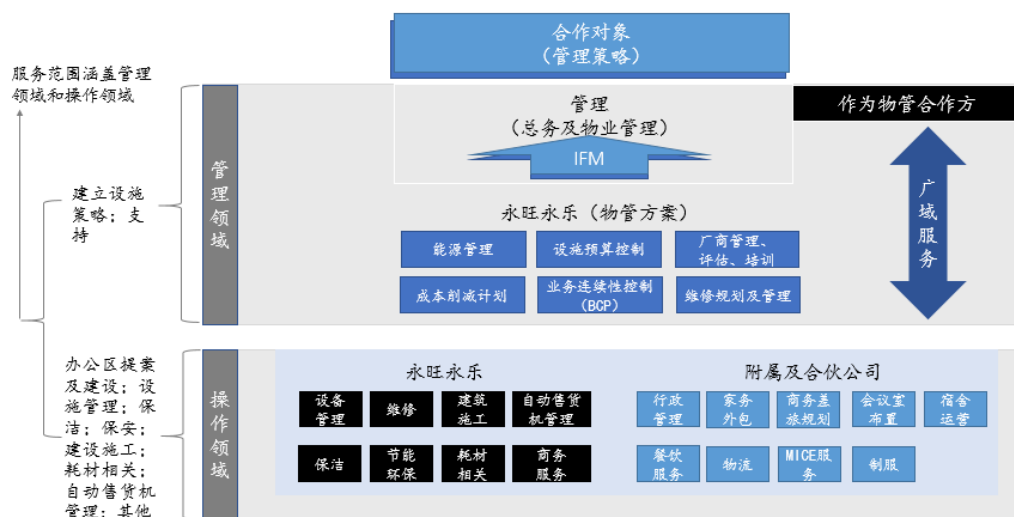 合作对象
（管理策略）
服务范围涵盖管理
领域和操作领域
管理
（总务及物业管理）
IFM
作为物管合作方
管理领域
建立设施
策略；支
持
永旺永乐（物管方案）
能源管理
设施预算控制
厂商管理、
评估、培训
成本削减计划
业务连续性控制
（BCP）
维修规划及管理
广域服务
办公区提案
及建设；设
施管理；保
洁；保安；
建设施工；
耗材相关；
自动售货机
管理；其他
操作领域
永旺永乐
设备
管理
维修
建筑
施工
自动售货
机管理
保洁
节能
环保
耗材
相关
商务
服务
附属及合伙公司
行政
管理
家务
外包
商务差
旅规划
会议室
布置
宿舍
运营
餐饮
服务
物流
MICE服
务
制服